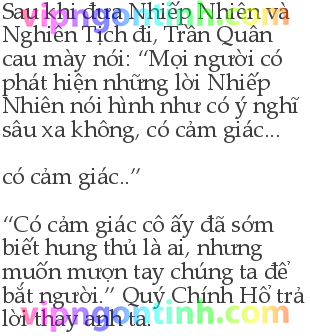 Sau khi đưa Nhiếp Nhiên và
Nghiền Tịch đi, Trần Quân
cau mày nói: “Mọi người có
phát hiện những lời Nhiếp
Nhiên nói hình như có ý nghĩ
sâu xa không, có cảm giác...
có cảm giác..”
“Có cảm giác cô ấy đã sớm
biết hung thủ là ai, nhưng
muốn mượn tay chúng ta để
bắt người.” Quý Chính Hổ trả
lời thay anh ta.
vipngontinh.com
vipngontinh.com